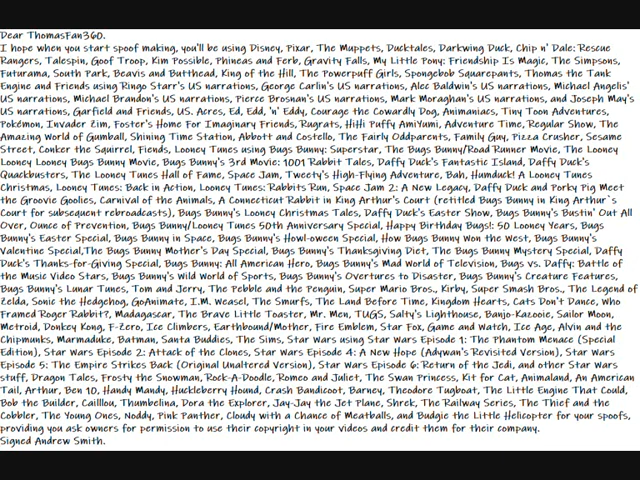 Dear ThomasFan360.
I hope when you start spoof making, you'll be using Disney, Pixar, The Muppets, Ducktales, Darkwing Duck, Chip n' Dale: Rescue
Rangers, Talespin, Goof Troop, Kim Possible, Phineas and Ferb, Gravity Falls, My Little Pony: Friendship Is Magic, The Simpsons,
Futurama, South Park, Beavis and Butthead, King of the Hill, The Powerpuff Girls, Spongebob Squarepants, Thomas the Tank
Engine and Friends using Ringo Starr's US narrations, George Carlin's US narrations, Alec Baldwin's US narrations, Michael Angelis'
US narrations, Michael Brandon's US narrations, Pierce Brosnan's US narrations, Mark Moraghan's US narrations, and Joseph May's
US narrations, Garfield and Friends, U.S. Acres, Ed, Edd, 'n' Eddy, Courage the Cowardly Dog, Animaniacs, Tiny Toon Adventures,
Pokémon, Invader Zim, Foster's Home For Imaginary Friends, Rugrats, HiHi Puffy AmiYumi, Adventure Time, Regular Show, The
Amazing World of Gumball, Shining Time Station, Abbott and Costello, The Fairly Oddparents, Family Guy, Pizza Crusher, Sesame
Street, Conker the Squirrel, Fiends, Looney Tunes using Bugs Bunny: Superstar, The Bugs Bunny/Road Runner Movie, The Looney
Looney Looney Bugs Bunny Movie, Bugs Bunny's 3rd Movie: 1001 Rabbit Tales, Daffy Duck's Fantastic Island, Daffy Duck's
Quackbusters, The Looney Tunes Hall of Fame, Space Jam, Tweety's High-Flying Adventure, Bah, Humduck! A Looney Tunes
Christmas, Looney Tunes: Back in Action, Looney Tunes: Rabbits Run, Space Jam 2: A New Legacy, Daffy Duck and Porky Pig Meet
the Groovie Goolies, Carnival of the Animals, A Connecticut Rabbit in King Arthur's Court (retitled Bugs Bunny in King Arthur`s
Court for subsequent rebroadcasts), Bugs Bunny's Looney Christmas Tales, Daffy Duck's Easter Show, Bugs Bunny's Bustin' Out All
Over, Ounce of Prevention, Bugs Bunny/Looney Tunes 50th Anniversary Special, Happy Birthday Bugs!: 50 Looney Years, Bugs
Bunny's Easter Special, Bugs Bunny in Space, Bugs Bunny's Howl-oween Special, How Bugs Bunny Won the West, Bugs Bunny's
Valentine Special,The Bugs Bunny Mother's Day Special, Bugs Bunny's Thanksgiving Diet, The Bugs Bunny Mystery Special, Daffy
Duck's Thanks-for-Giving Special, Bugs Bunny: All American Hero, Bugs Bunny's Mad World of Television, Bugs vs. Daffy: Battle of
the Music Video Stars, Bugs Bunny's Wild World of Sports, Bugs Bunny's Overtures to Disaster, Bugs Bunny's Creature Features,
Bugs Bunny's Lunar Tunes, Tom and Jerry, The Pebble and the Penguin, Super Mario Bros., Kirby, Super Smash Bros., The Legend of
Zelda, Sonic the Hedgehog, GoAnimate, I.M. Weasel, The Smurfs, The Land Before Time, Kingdom Hearts, Cats Don't Dance, Who
Framed Roger Rabbit?, Madagascar, The Brave Little Toaster, Mr. Men, TUGS, Salty's Lighthouse, Banjo-Kazooie, Sailor Moon,
Metroid, Donkey Kong, F-Zero, Ice Climbers, Earthbound/Mother, Fire Emblem, Star Fox, Game and Watch, Ice Age, Alvin and the
Chipmunks, Marmaduke, Batman, Santa Buddies, The Sims, Star Wars using Star Wars Episode 1: The Phantom Menace (Special
Edition), Star Wars Episode 2: Attack of the Clones, Star Wars Episode 4: A New Hope (Adywan's Revisited Version), Star Wars
Episode 5: The Empire Strikes Back (Original Unaltered Version), Star Wars Episode 6: Return of the Jedi, and other Star Wars
stuff, Dragon Tales, Frosty the Snowman, Rock-A-Doodle, Romeo and Juliet, The Swan Princess, Kit for Cat, Animaland, An American
Tail, Arthur, Ben 10, Handy Mandy, Huckleberry Hound, Crash Bandicoot, Barney, Theodore Tugboat, The Little Engine That Could,
Bob the Builder, Cailllou, Thumbelina, Dora the Explorer, Jay-Jay the Jet Plane, Shrek, The Railway Series, The Thief and the
Cobbler, The Young Ones, Noddy, Pink Panther, Cloudy with a Chance of Meatballs, and Budgie the Little Helicopter for your spoofs,
providing you ask owners for permission to use their copyright in your videos and credit them for their company.
Signed Andrew Smith.